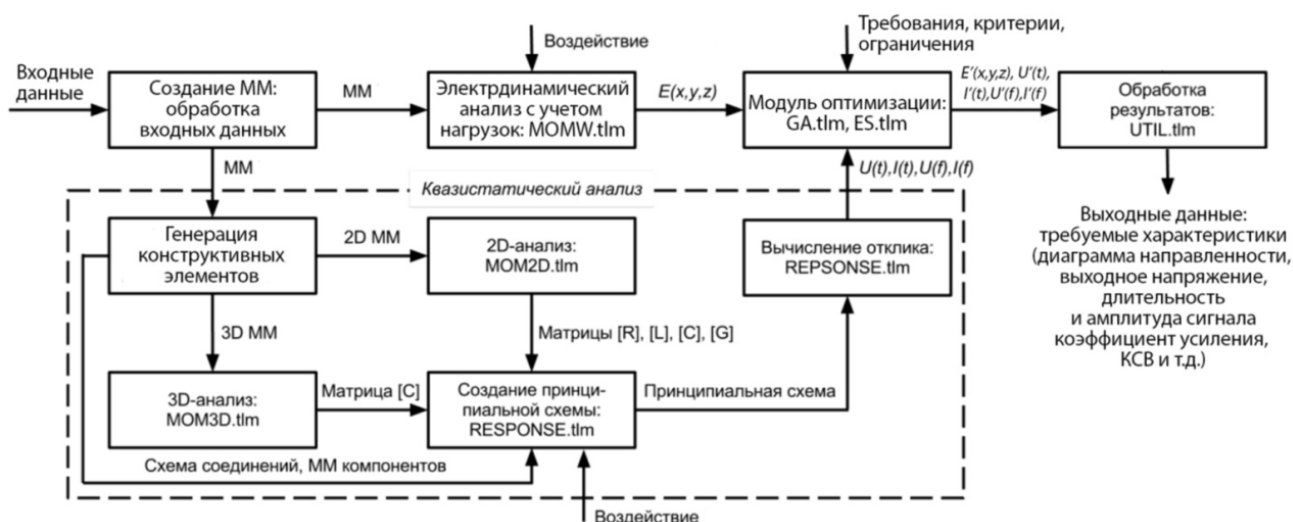 Входные
данные
Создание ММ:
обработка
входных данных
ММ
Воздействие
Электрдинамический
анализ с учетом
нагрузок: MOMW.tlm
E(x,y,z)
Требования, критерии,
ограничения
Модуль оптимизации:
GA.tlm, ES.tlm
E'(x,y,z), U'(t),
I'(t),U'(f),I'(f)
Обработка
результатов:
UTIL.tlm
ММ
U(t),I(t),U(f),I(f)
Квазистатический анализ
Генерация
конструктивных
элементов
2D ММ
2D-анализ:
MOM2D.tlm
Вычисление отклика:
REPSONSE.tlm
Выходные данные:
требуемые характеристики
(диаграмма направленности,
выходное напряжение,
длительность
и амплитуда сигнала
коэффициент усиления,
КСВ и т.д.)
3D ММ
Матрицы [R], [L], [C], [G]
3D-анализ:
MOM3D.tlm
Матрица [C]
Создание принци-
пиальной схемы:
RESPONSE.tlm
Принципиальная схема
Схема соединений, ММ компонентов
Воздействие